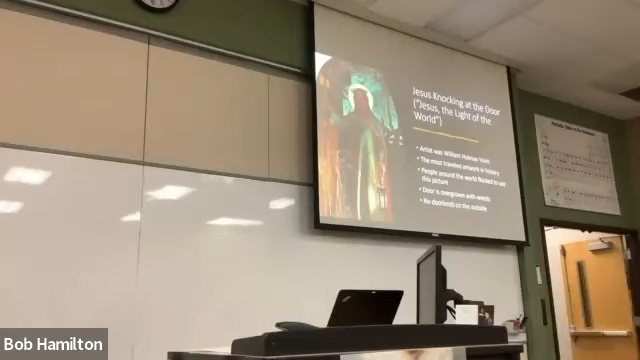 Jesus Knocking at the Door
("Jesus, the Light of the
World")
• Artist was William Holman Hunt
• The most traveled artwork in history
• People around the world flocked to see
this picture
• Door is overgrown with weeds
• No doorknob on the outside
Bob Hamilton